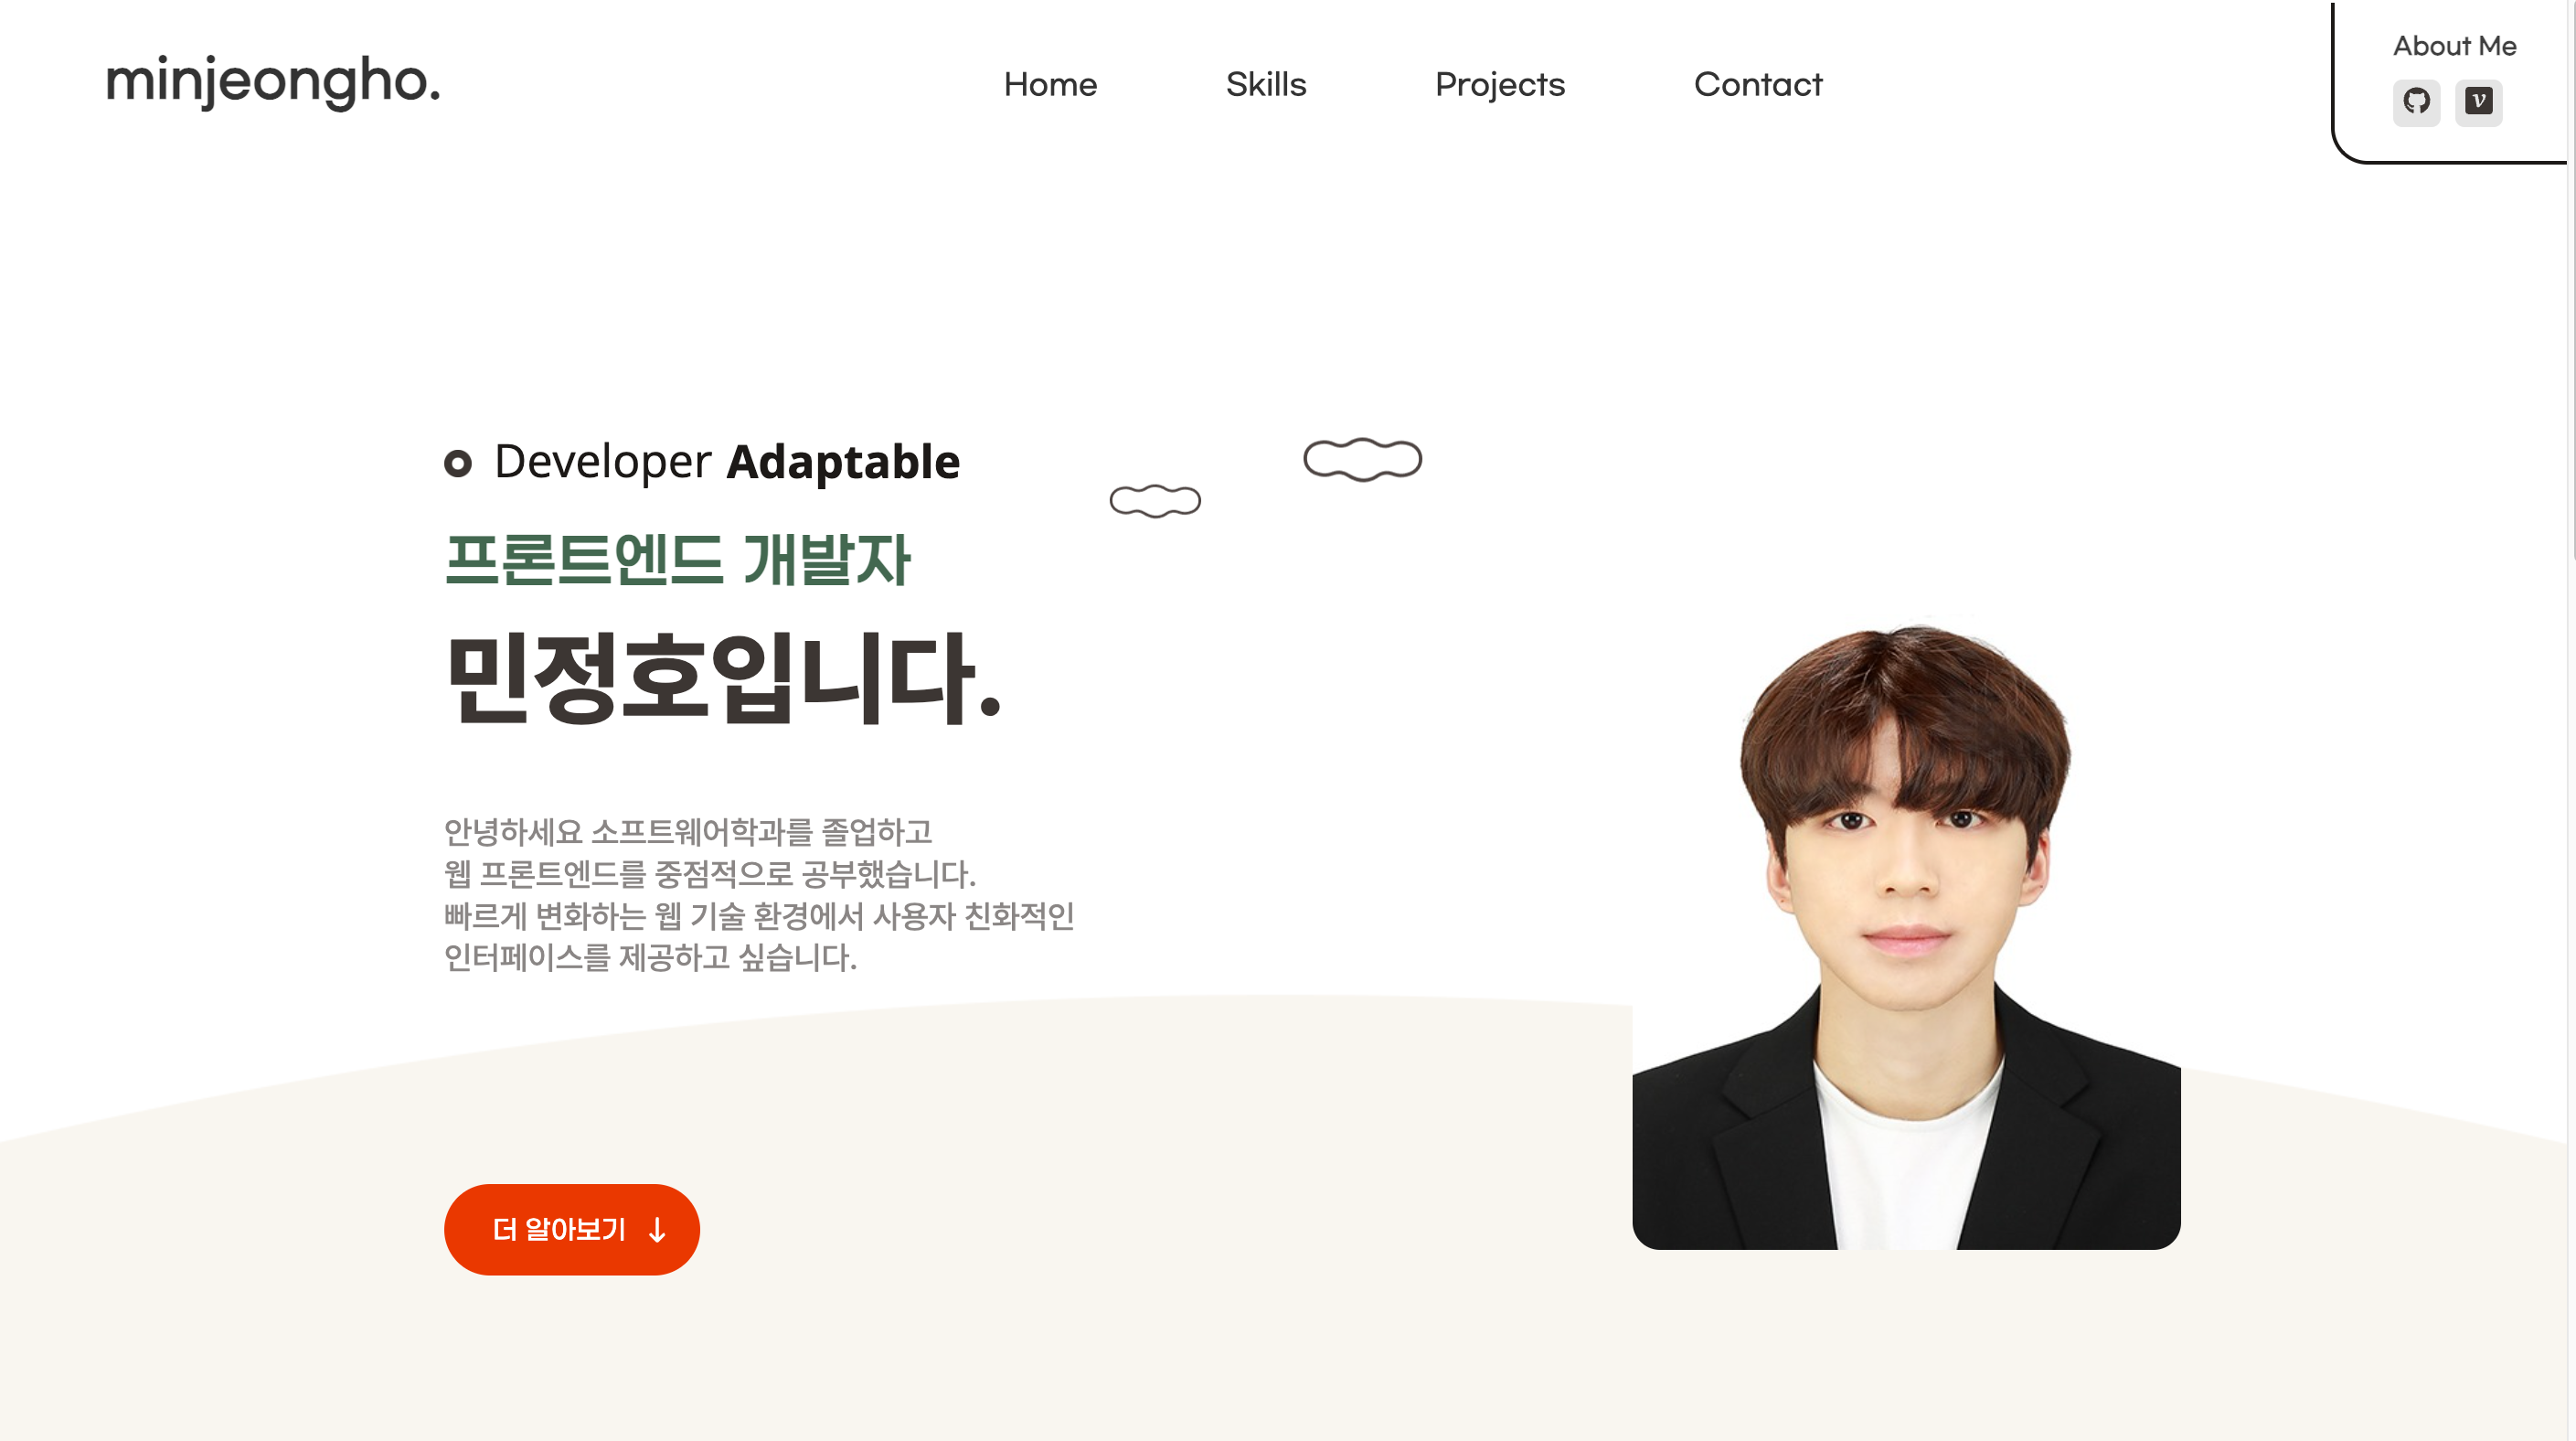 minjeongho.
Home
Skills
Projects
Contact
About Me
Developer Adaptable
프론트엔드 개발자
민정호입니다.
안녕하세요 소프트웨어학과를 졸업하고
웹 프론트엔드를 중점적으로 공부했습니다.
빠르게 변화하는 웹 기술 환경에서 사용자 친화적인
인터페이스를 제공하고 싶습니다.
더 알아보기 ↓